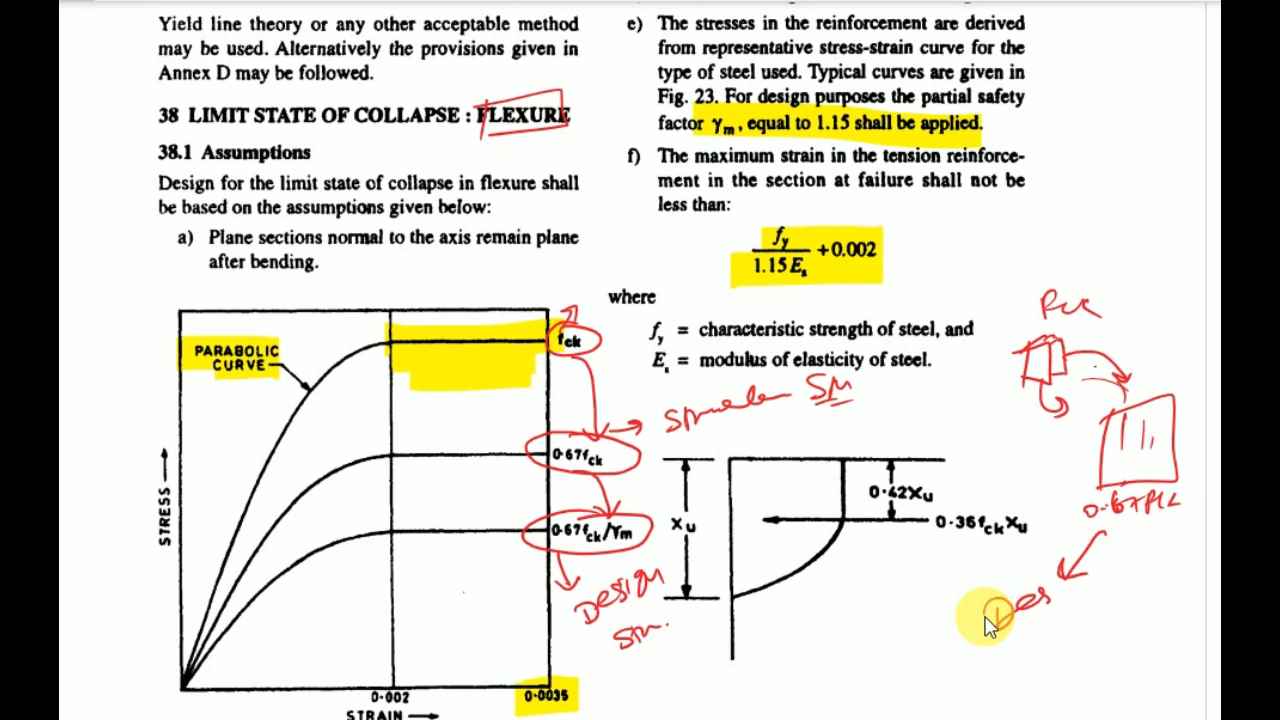 Yield line theory or any other acceptable method
may be used. Alternatively the provisions given in
Annex D may be followed.
38 LIMIT STATE OF COLLAPSE : FLEXURE
38.1 Assumptions
Design for the limit state of collapse in flexure shall
be based on the assumptions given below:
a) Plane sections normal to the axis remain plane
after bending.
e) The stresses in the reinforcement are derived
from representative stress-strain curve for the
type of steel used. Typical curves are given in
Fig. 23. For design purposes the partial safety
factor γm, equal to 1.15 shall be applied.
f) The maximum strain in the tension reinforce-
ment in the section at failure shall not be
less than:
fy
1.15 Es
+0.002
where
fy = characteristic strength of steel, and
Es = modulus of elasticity of steel.
PARABOLIC
CURVE
fck
0.67fck
0.67fck/γm
STRESS
0.002
0.0035
STRAIN
Xu
0.42Xu
0.36fckXu
Design
Str.
Des